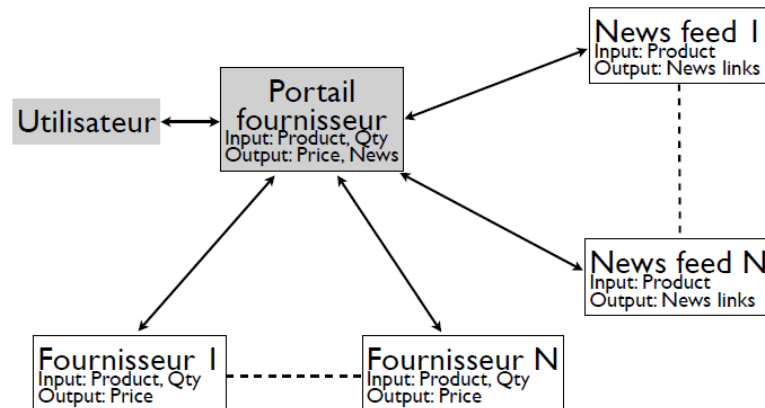 News feed 1
Input: Product
Output: News links
Portail
fournisseur
Input: Product, Qty
Output: Price, News
Utilisateur
News feed N
Input: Product
Output: News links
Fournisseur 1
Input: Product, Qty
Output: Price
Fournisseur N
Input: Product, Qty
Output: Price